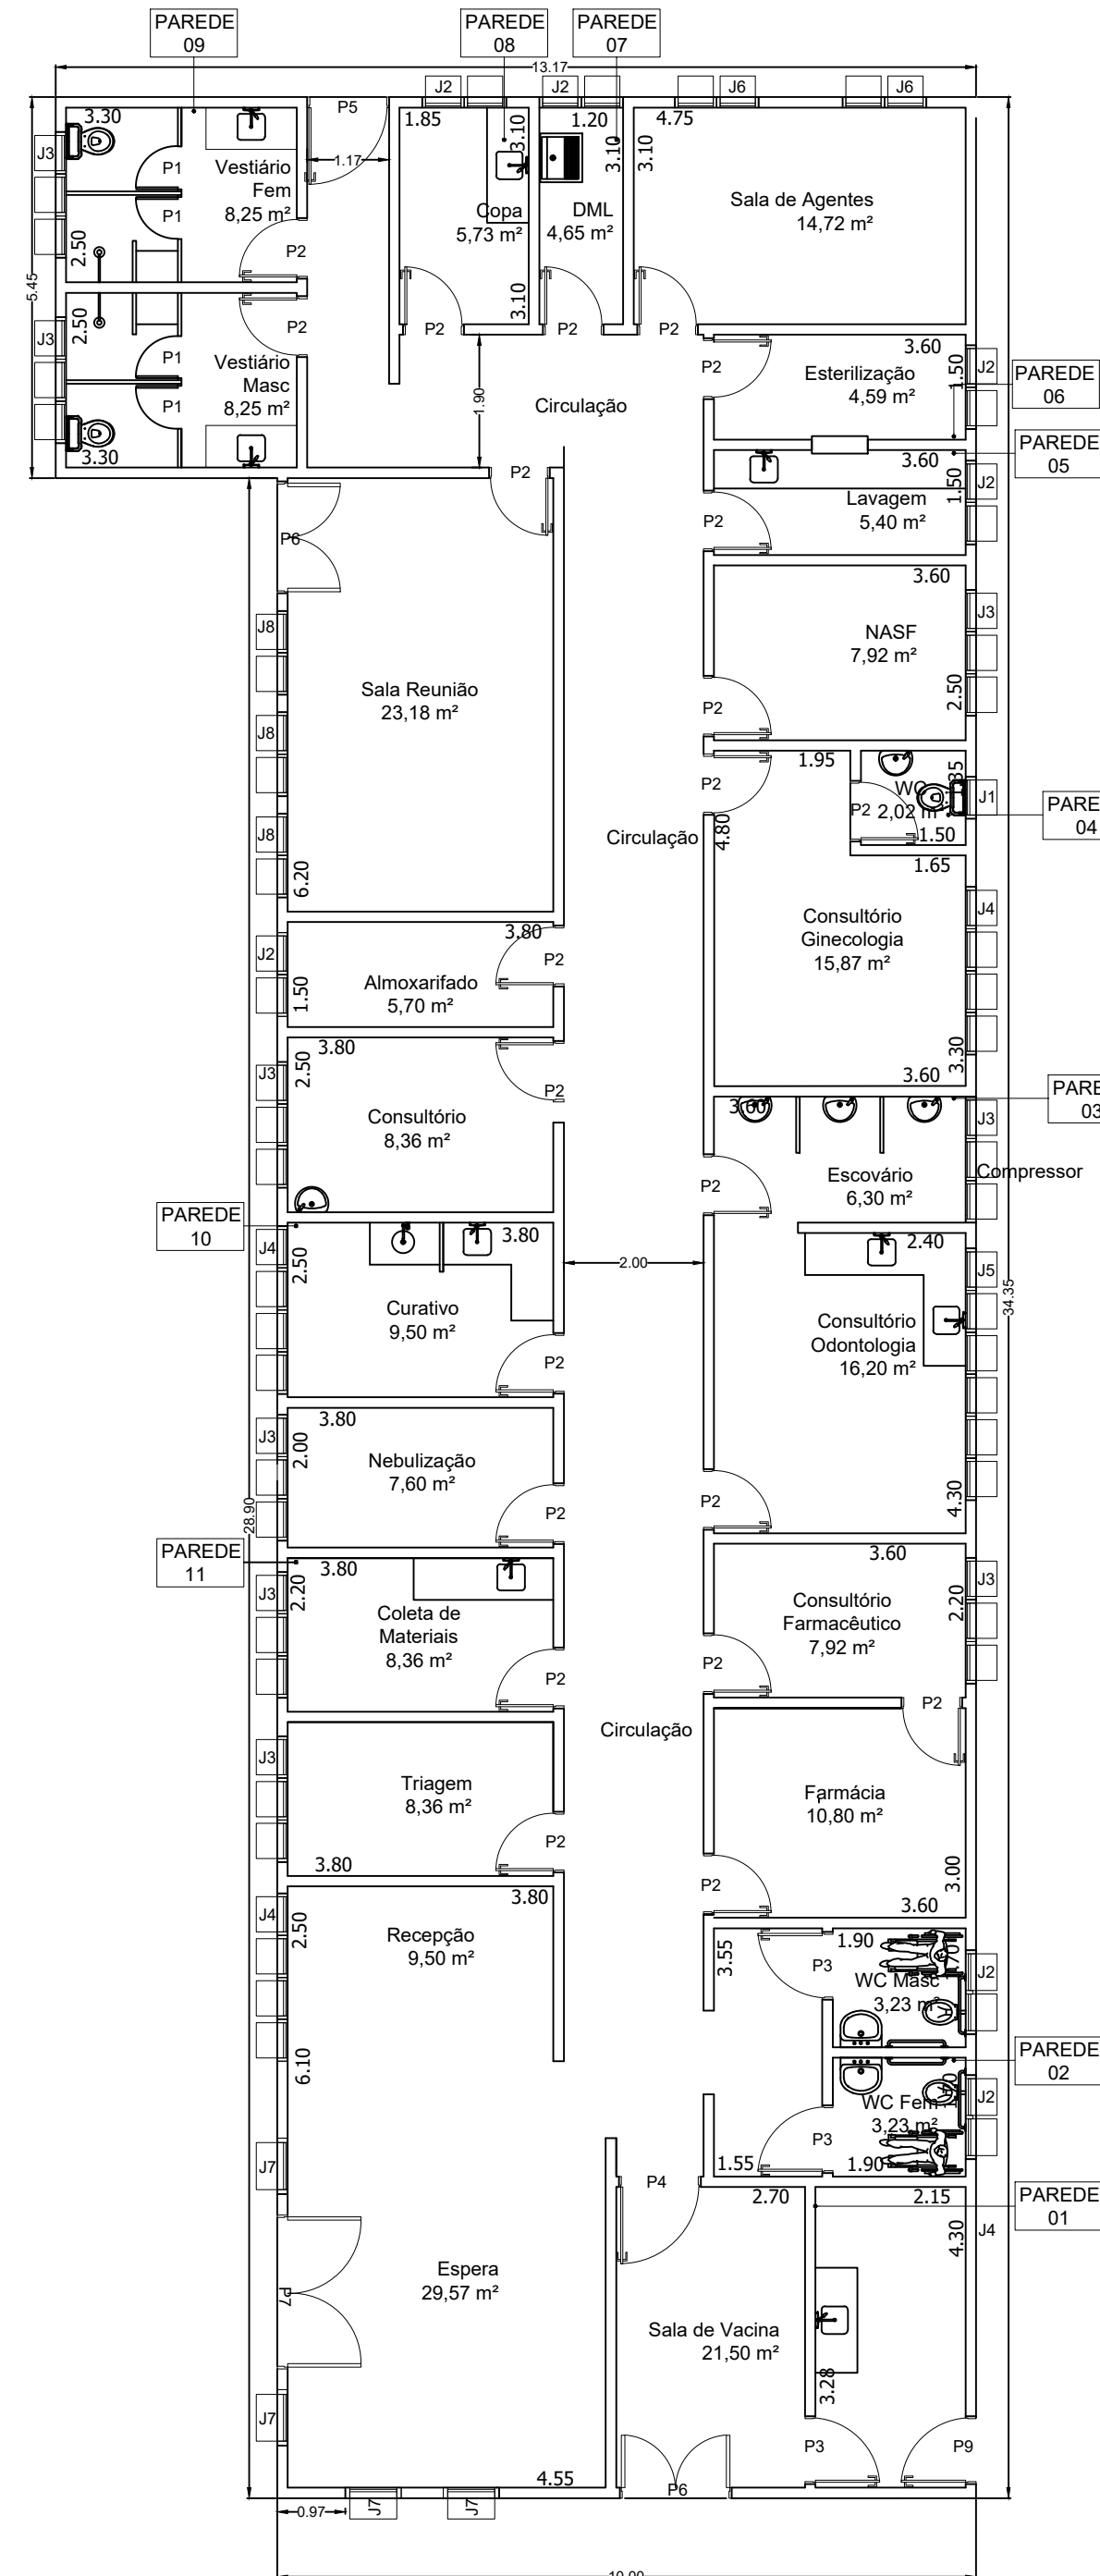 PAREDE
09
PAREDE
08
PAREDE
07
13.17
J2
J2
J6
J6
3.30
P5
1.85
3.10
1.20
3.10
4.75
3.10
J3
P1
1.17
Vestiário
Fem
8,25 m²
P1
2.50
P2
Copa
5,73 m²
3.10
DML
4,65 m²
Sala de Agentes
14,72 m²
5.45
J3
2.50
P2
P1
Vestiário
Masc
8,25 m²
P1
3.30
P2
P2
P2
1.90
Circulação
P2
P2
3.60
Esterilização
4,59 m²
1.50
J2
PAREDE
06
PAREDE
05
3.60
1.50
J2
Lavagem
5,40 m²
P2
P6
3.60
NASF
7,92 m²
J3
2.50
P2
J8
Sala Reunião
23,18 m²
J8
J8
6.20
1.95
P2
4.80
WC
2,02 m²
P2
1.50
J1
04
Circulação
1.65
Consultório
Ginecologia
15,87 m²
J4
3.30
3.60
3.80
J2
Almoxarifado
5,70 m²
1.50
P2
3.80
2.50
J3
Consultório
8,36 m²
P2
3.60
J3
03
Escovário
6,30 m²
Compressor
P2
PAREDE
10
J4
2.50
3.80
Curativo
9,50 m²
P2
2.00
2.40
J5
34.35
Consultório
Odontologia
16,20 m²
4.30
P2
3.80
J3
2.00
Nebulização
7,60 m²
P2
28.90
PAREDE
11
3.80
J3
2.20
Coleta de
Materiais
8,36 m²
P2
3.60
Consultório
Farmacêutico
7,92 m²
2.20
J3
P2
P2
Circulação
J3
Triagem
8,36 m²
3.80
P2
Farmácia
10,80 m²
3.00
3.60
P2
3.80
J4
2.50
Recepção
9,50 m²
6.10
3.55
P3
1.90
WC Masc
3,23 m²
J2
PAREDE
02
WC Fem
3,23 m²
J2
P3
1.55
1.90
J7
P4
2.70
2.15
4.30
J4
PAREDE
01
Espera
29,57 m²
P7
Sala de Vacina
21,50 m²
3.28
J7
P3
P9
4.55
P6
0.97
J7
J7
10.00